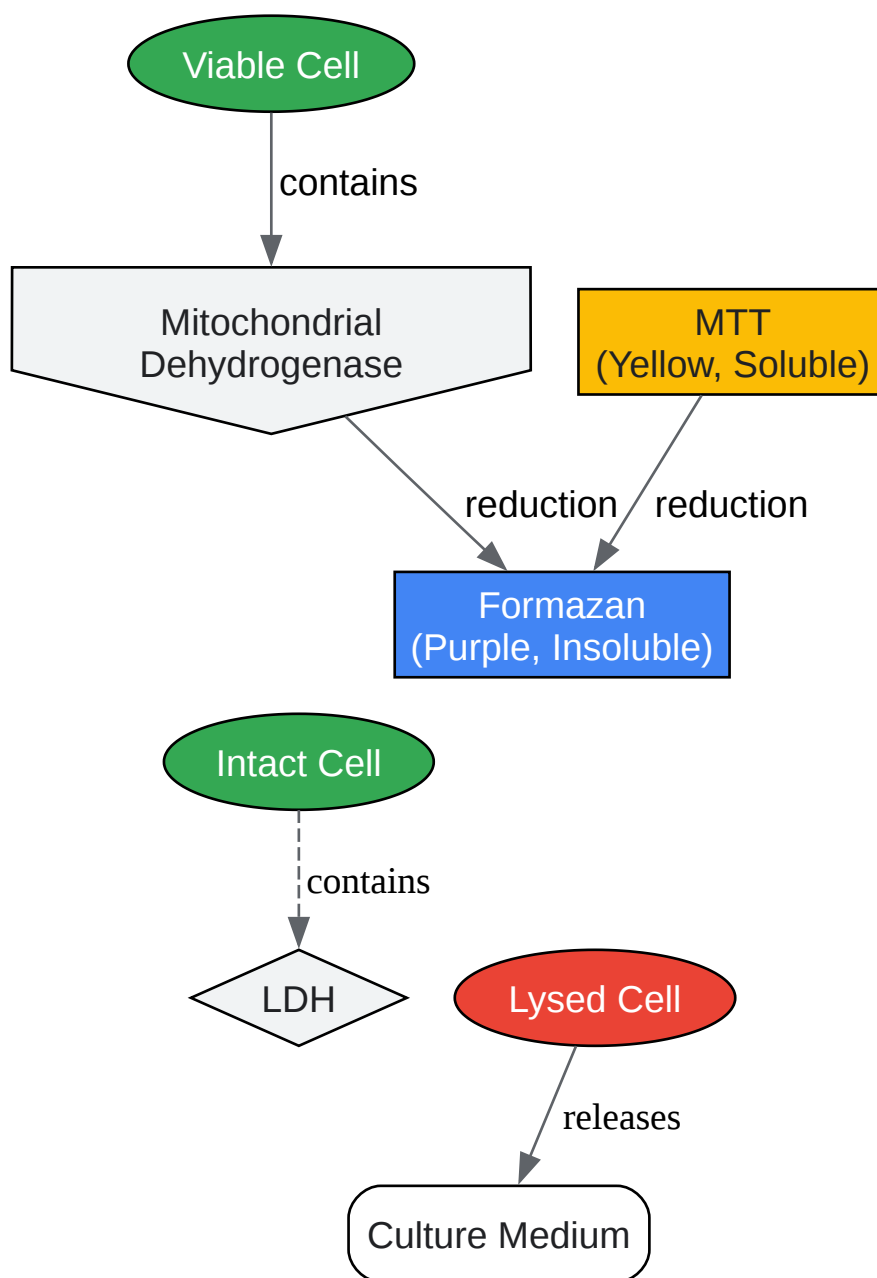 Viable Cell
contains
Mitochondrial
Dehydrogenase
MTT
(Yellow, Soluble)
reduction
reduction
Formazan
(Purple, Insoluble)
Intact Cell
contains
LDH
Lysed Cell
releases
Culture Medium